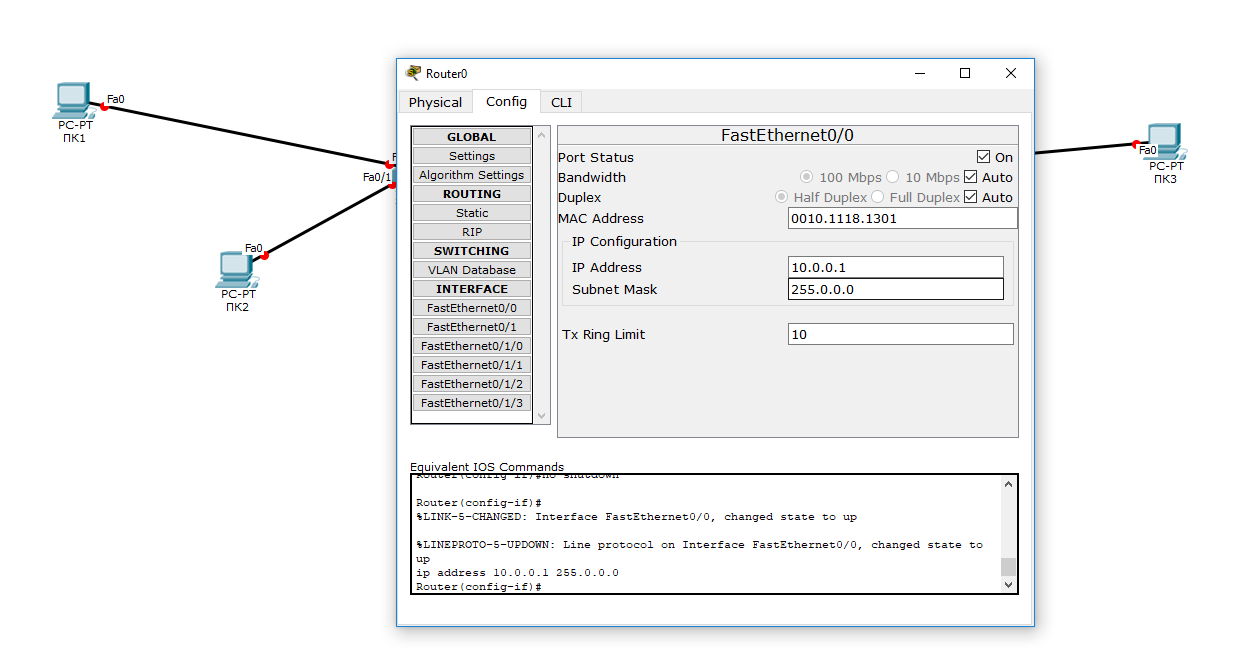 Router0
Physical Config CLI
GLOBAL
Settings
Algorithm Settings
ROUTING
Static
RIP
SWITCHING
VLAN Database
INTERFACE
FastEthernet0/0
FastEthernet0/1
FastEthernet0/1/0
FastEthernet0/1/1
FastEthernet0/1/2
FastEthernet0/1/3
FastEthernet0/0
Port Status On
Bandwidth 100 Mbps 10 Mbps Auto
Duplex Half Duplex Full Duplex Auto
MAC Address 0010.1118.1301
IP Configuration
IP Address 10.0.0.1
Subnet Mask 255.0.0.0
Tx Ring Limit 10
Equivalent IOS Commands
Router(config-if)#no shutdown
Router(config-if)#
%LINK-5-CHANGED: Interface FastEthernet0/0, changed state to up
%LINEPROTO-5-UPDOWN: Line protocol on Interface FastEthernet0/0, changed state to
up
ip address 10.0.0.1 255.0.0.0
Router(config-if)#
Fa0
PC-PT
ПК1
Fa0/1
Fa0
PC-PT
ПК2
Fa0
PC-PT
ПК3